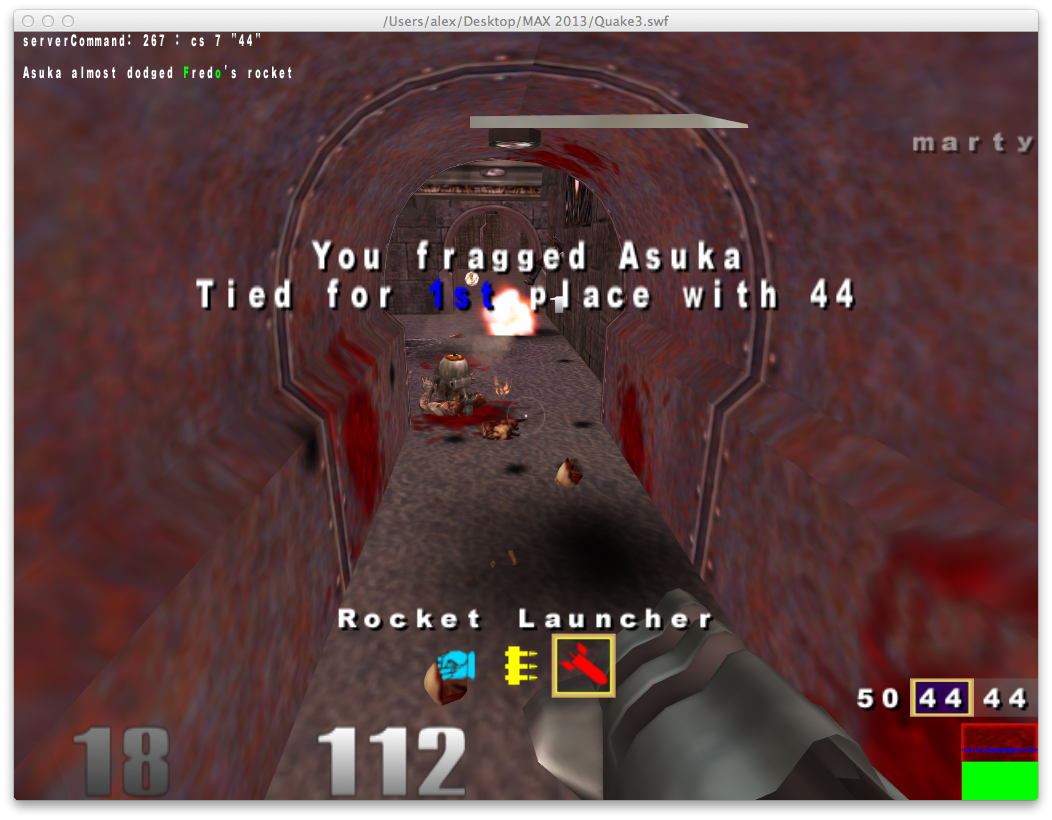 /Users/alex/Desktop/MAX 2013/Quake3.swf
serverCommand: 267 : cs 7 "44"
Asuka almost dodged Fredo's rocket
marty
You fragged Asuka
Tied for 1st place with 44
Rocket Launcher
50 44 44
18 112